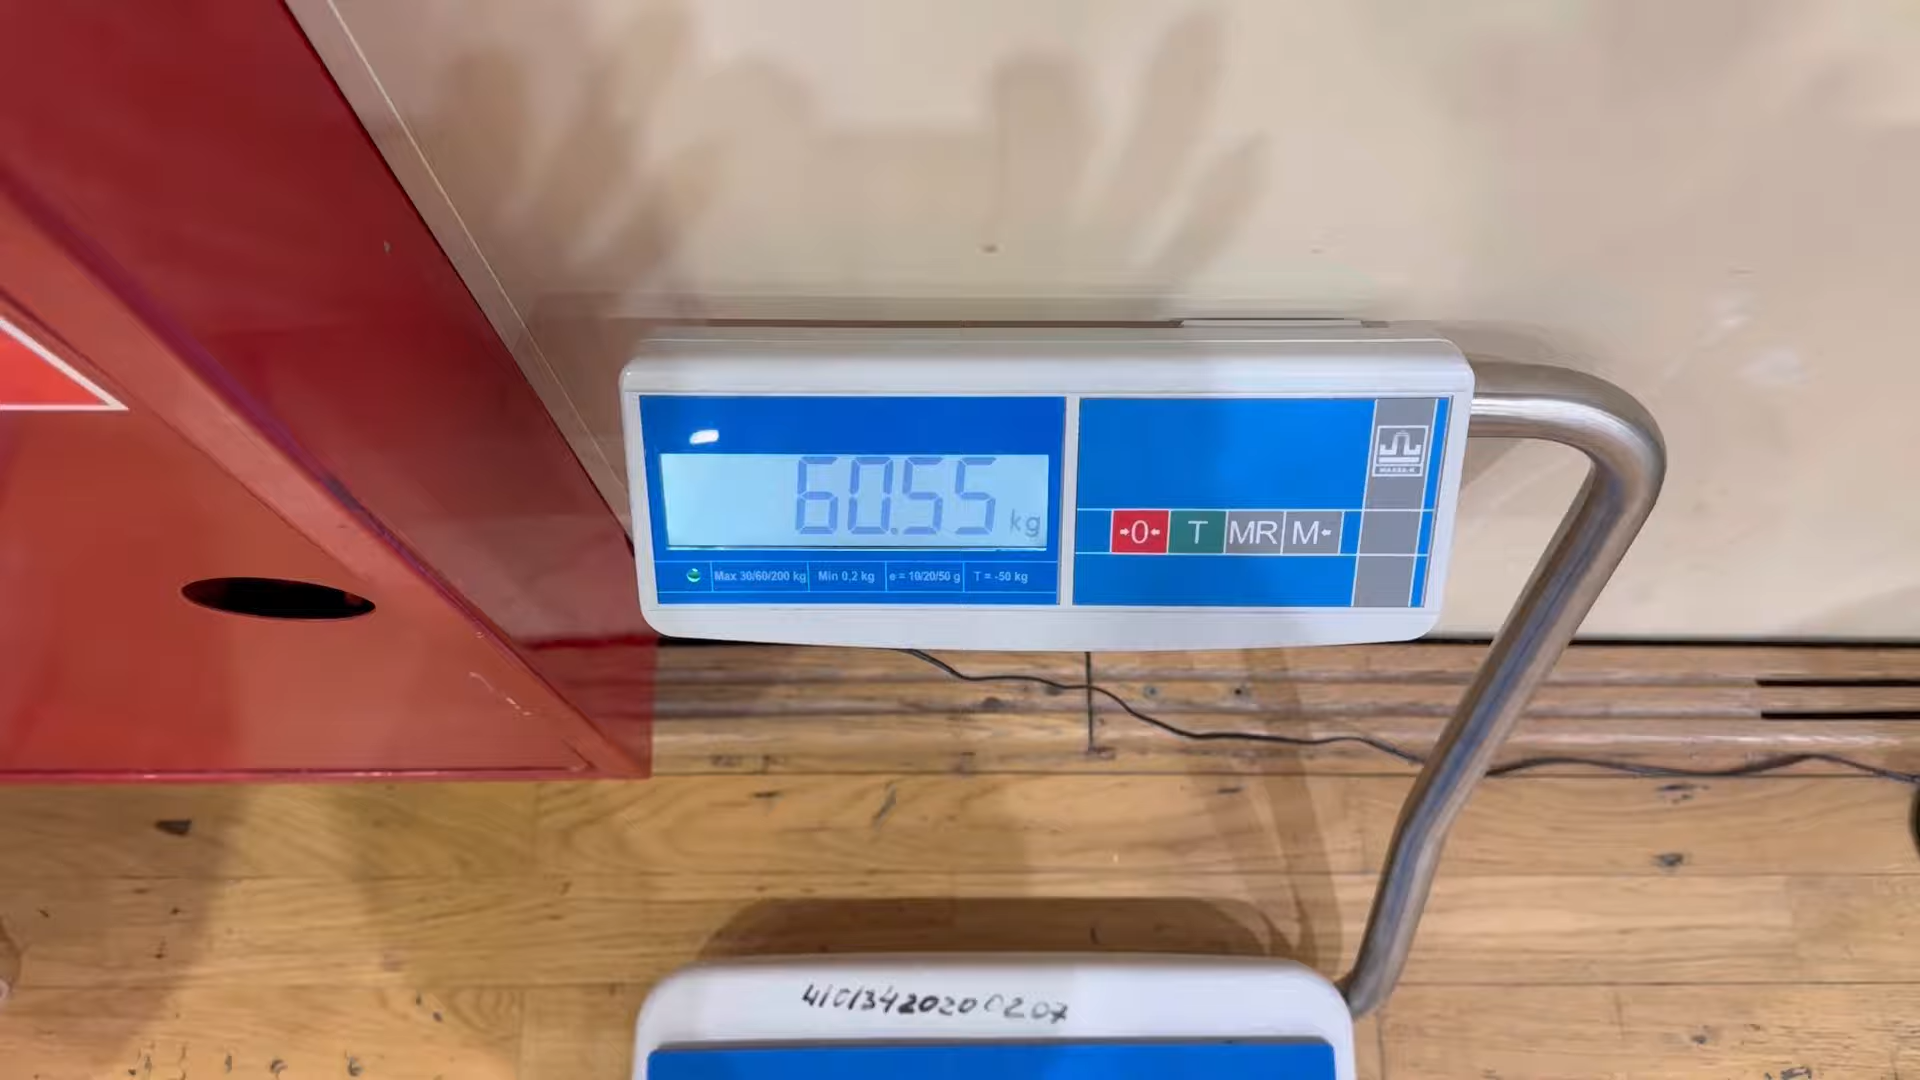 60.55 kg
Max 30/60/200 kg Min 0,2 kg e = 10/20/50 g T = -50 kg
→0← T MR M←
MASSA-K